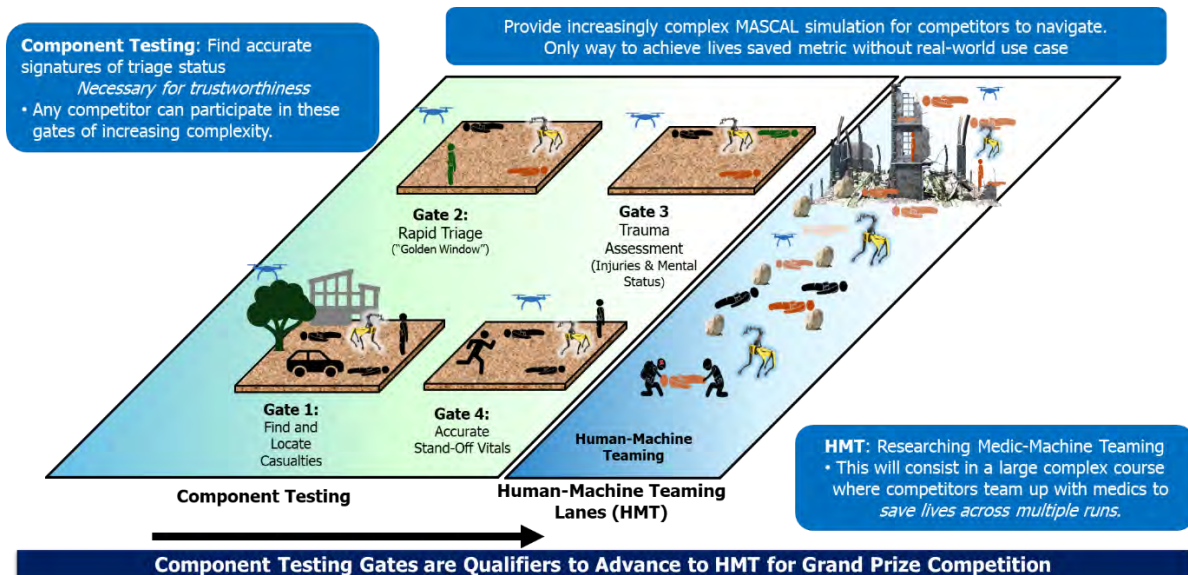 Component Testing: Find accurate
signatures of triage status
Necessary for trustworthiness
• Any competitor can participate in these
gates of increasing complexity.
Provide increasingly complex MASCAL simulation for competitors to navigate.
Only way to achieve lives saved metric without real-world use case
Gate 2:
Rapid Triage
("Golden Window")
Gate 3
Trauma
Assessment
(Injuries & Mental
Status)
Gate 1:
Find and
Locate
Casualties
Gate 4:
Accurate
Stand-Off Vitals
Human-Machine
Teaming
Component Testing
Human-Machine Teaming
Lanes (HMT)
HMT: Researching Medic-Machine Teaming
• This will consist in a large complex course
where competitors team up with medics to
save lives across multiple runs.
Component Testing Gates are Qualifiers to Advance to HMT for Grand Prize Competition